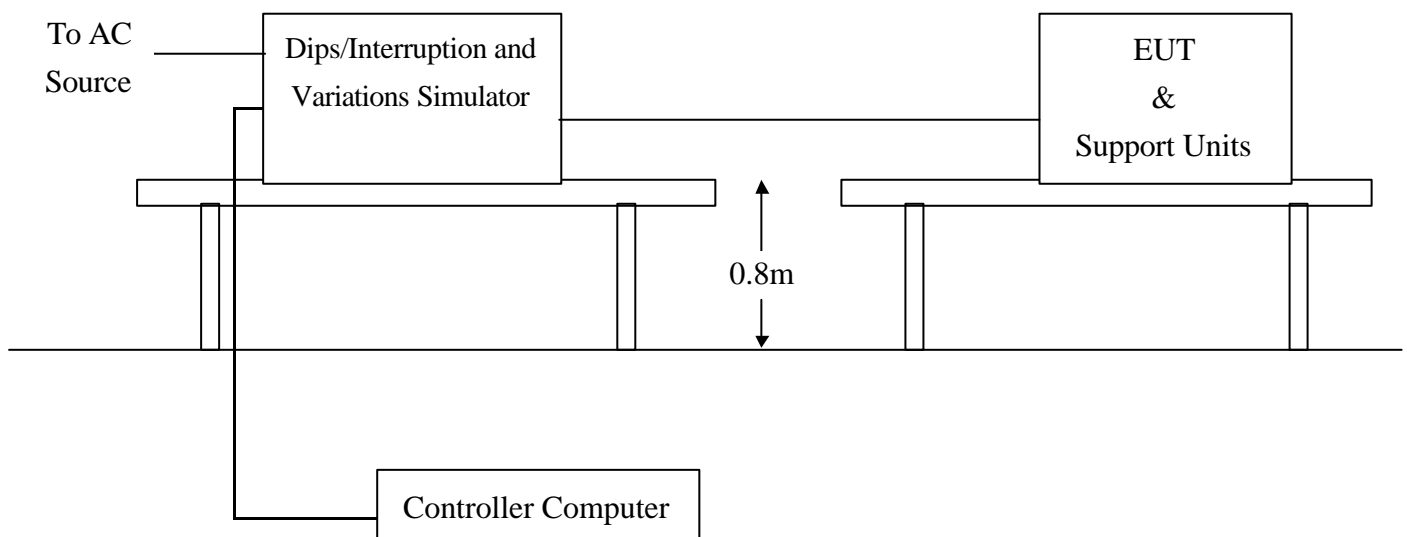 To AC
Source
Dips/Interruption and
Variations Simulator
EUT
&
Support Units
0.8m
Controller Computer